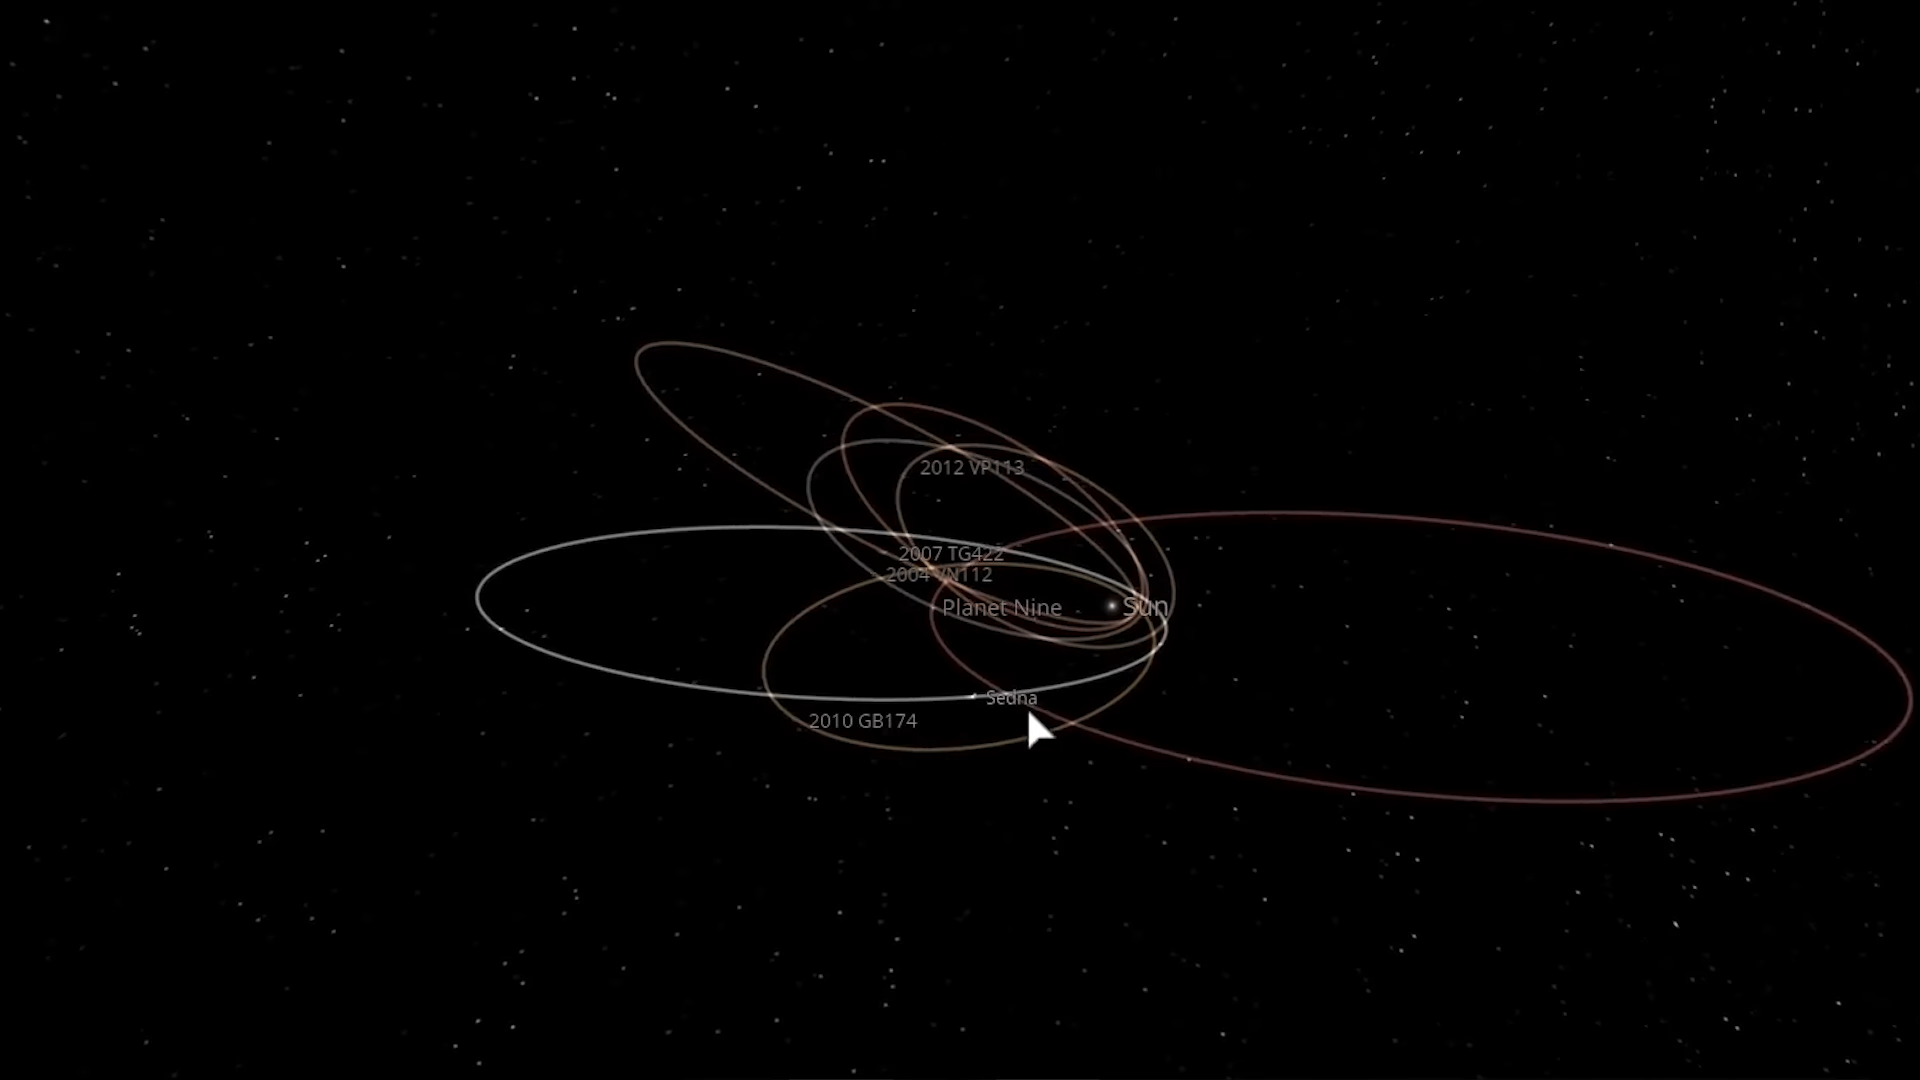 2012 VP113
2007 TG422
2004 VN112
Planet Nine
Sun
Sedna
2010 GB174